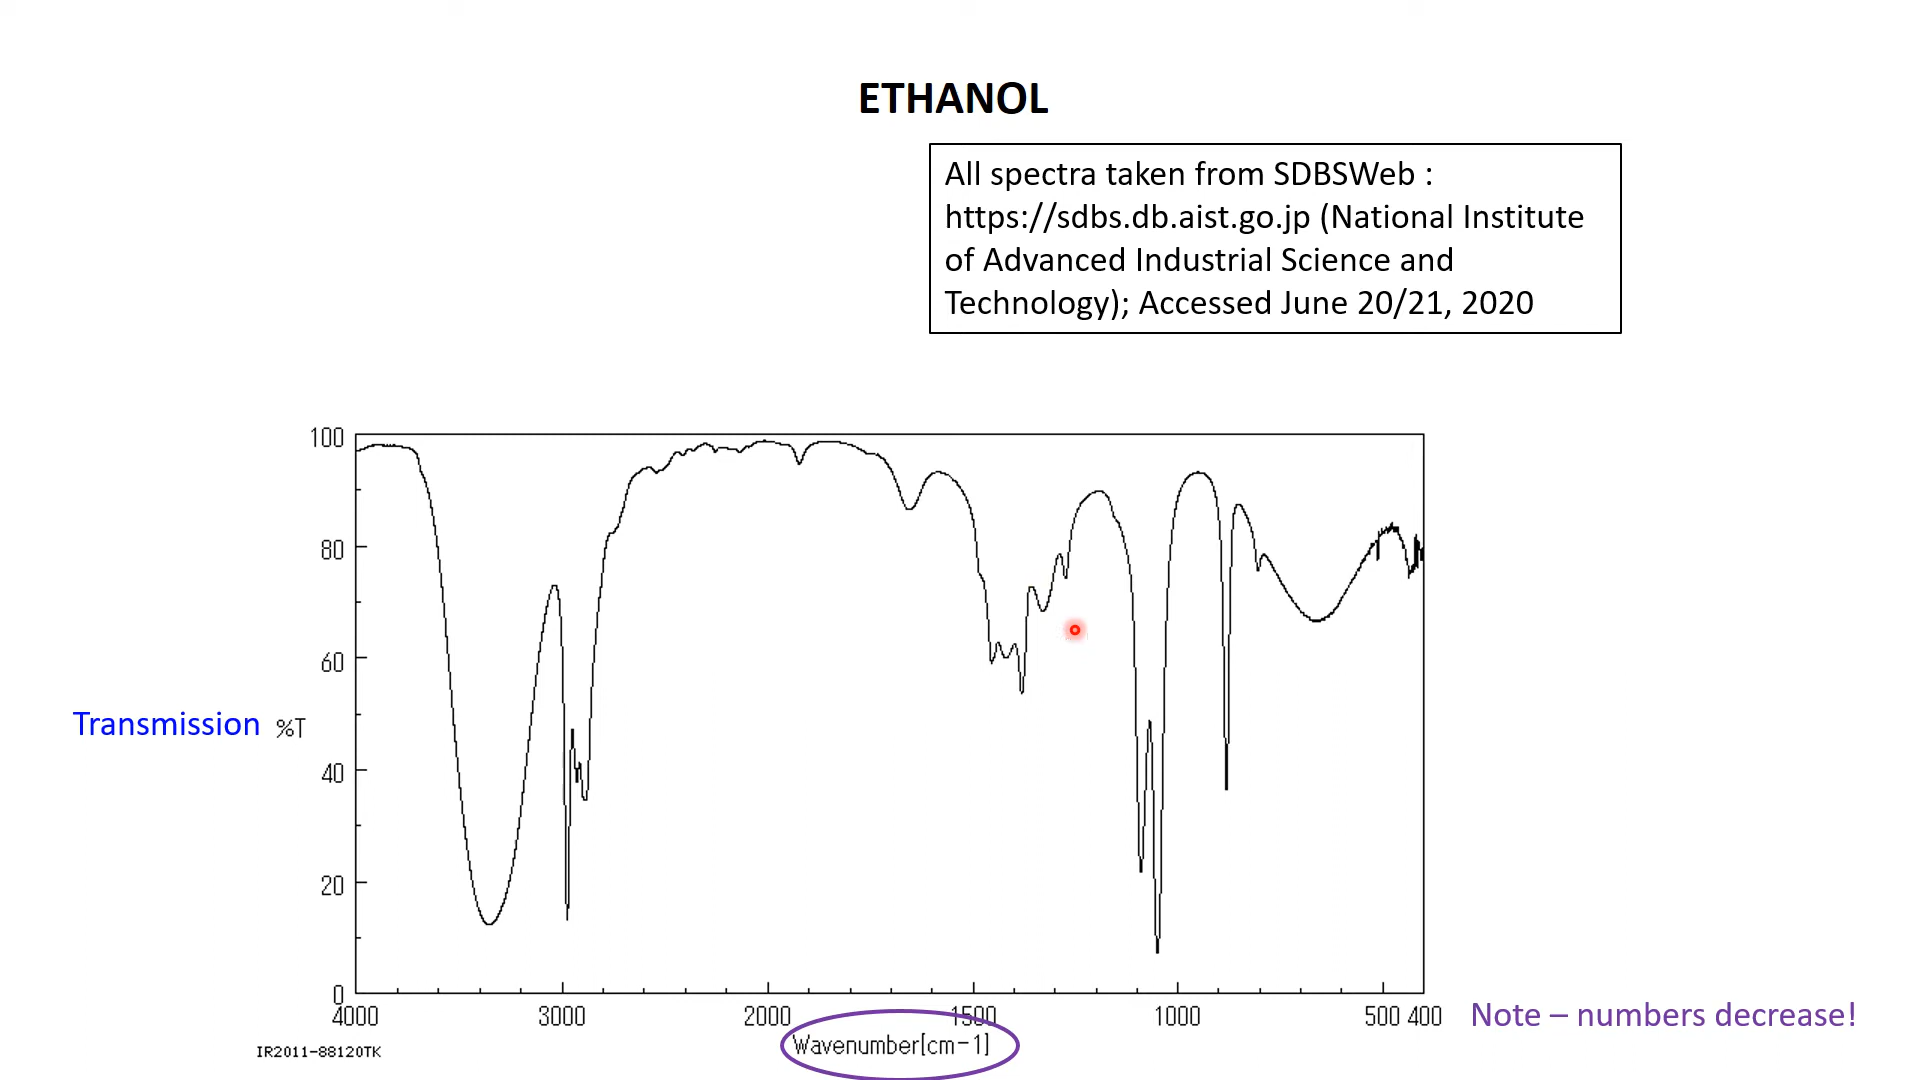 ETHANOL
All spectra taken from SDBSWeb :
https://sdbs.db.aist.go.jp (National Institute
of Advanced Industrial Science and
Technology); Accessed June 20/21, 2020
100
80
60
Transmission %T
40
20
0
4000 3000 2000 1500 1000 500 400
Note – numbers decrease!
Wavenumber[cm-1]
IR2011-88120TK